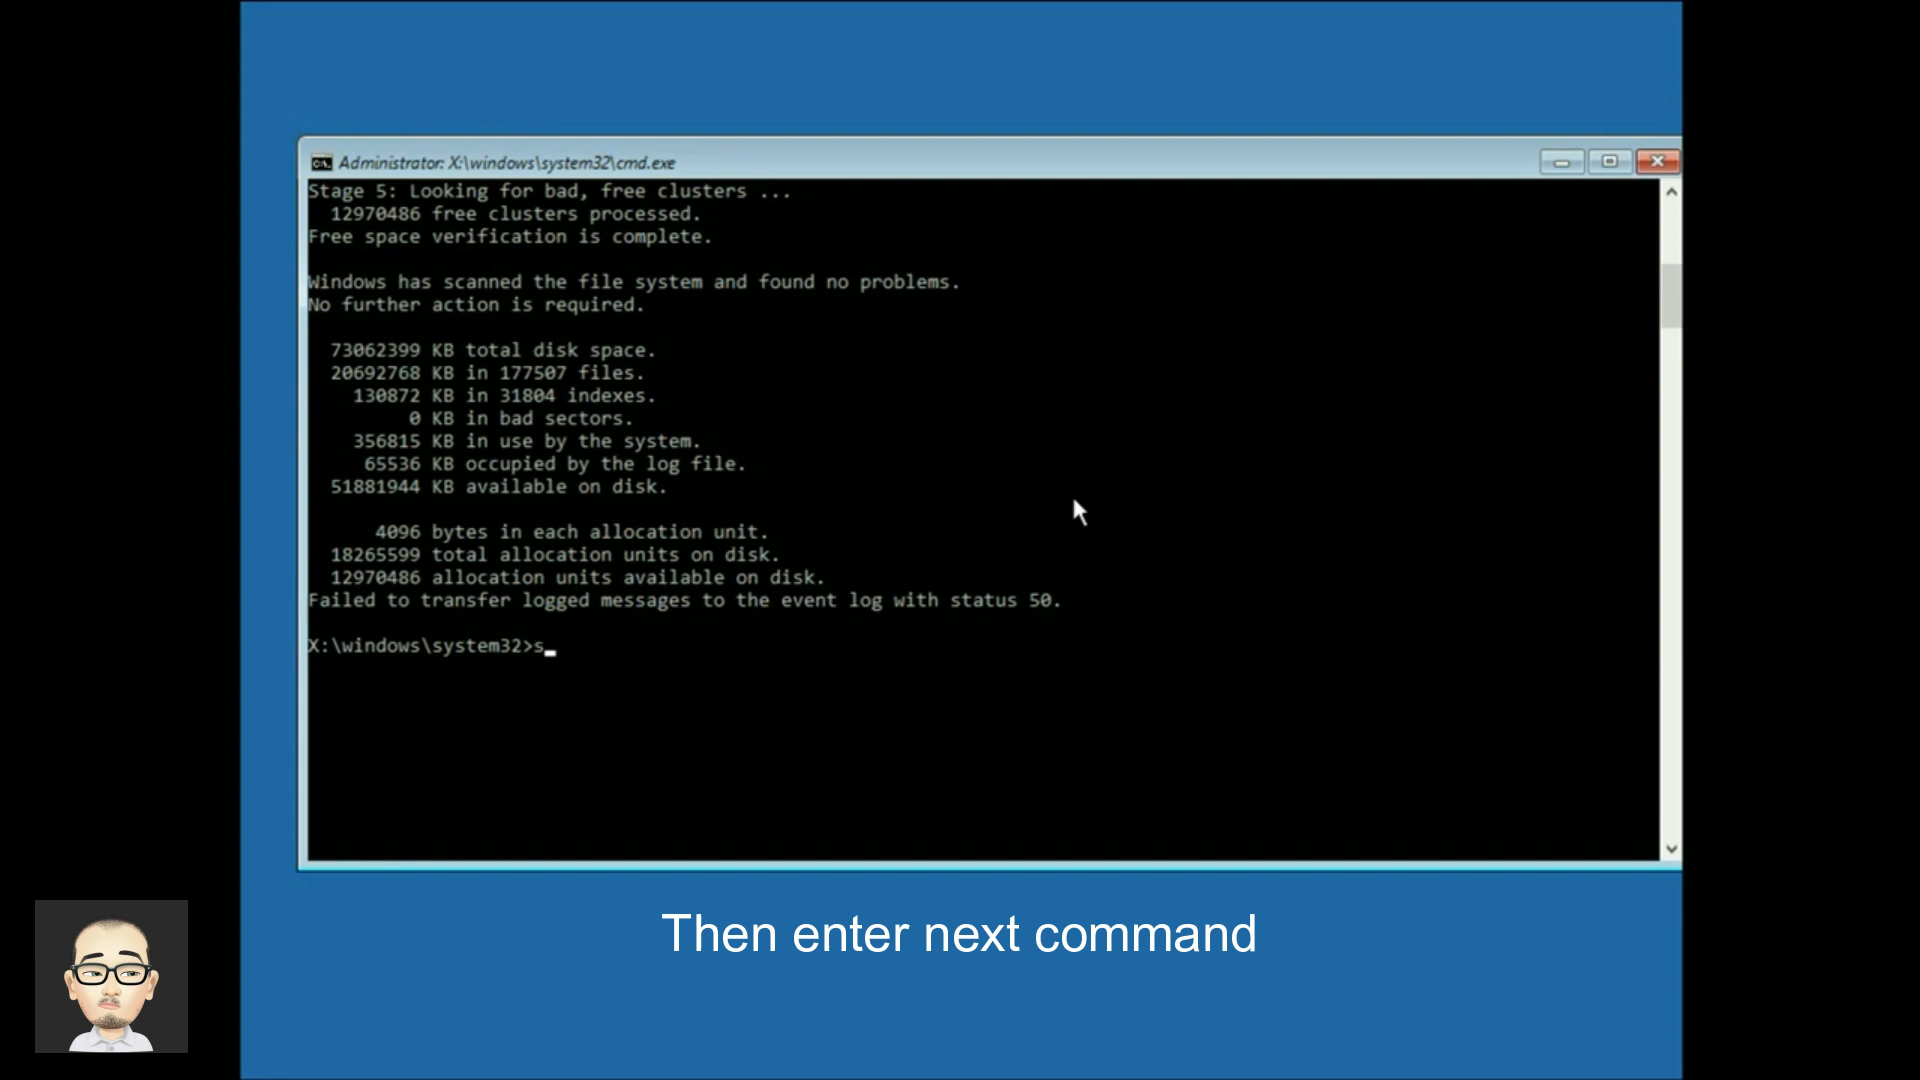 Administrator: X:\windows\system32\cmd.exe
Stage 5: Looking for bad, free clusters ...
12970486 free clusters processed.
Free space verification is complete.
Windows has scanned the file system and found no problems.
No further action is required.
73062399 KB total disk space.
20692768 KB in 177507 files.
130872 KB in 31804 indexes.
0 KB in bad sectors.
356815 KB in use by the system.
65536 KB occupied by the log file.
51881944 KB available on disk.
4096 bytes in each allocation unit.
18265599 total allocation units on disk.
12970486 allocation units available on disk.
Failed to transfer logged messages to the event log with status 50.
X:\windows\system32>s
Then enter next command